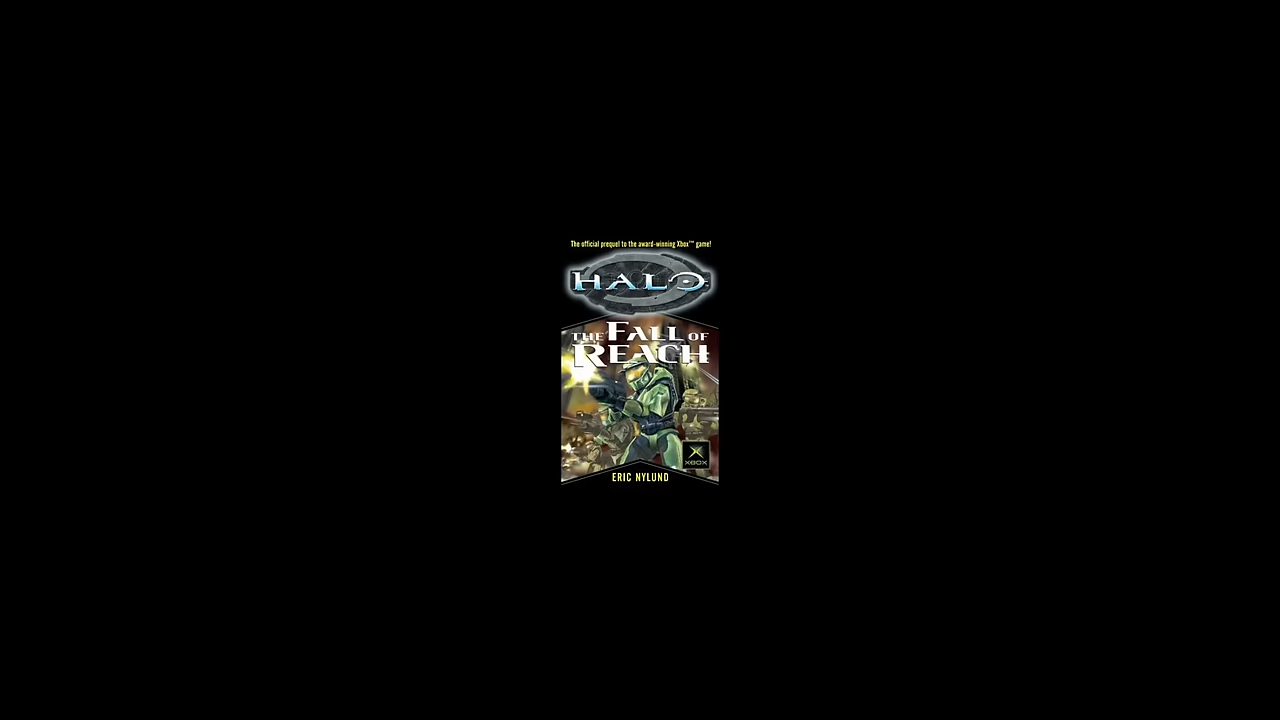 The official prequel to the award-winning Xbox™ game!
HALO
THE FALL OF
REACH
XBOX
ERIC NYLUND